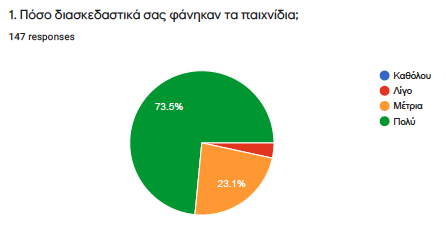 1. Πόσο διασκεδαστικά σας φάνηκαν τα παιχνίδια;
147 responses
73.5%
23.1%
Καθόλου
Λίγο
Μέτρια
Πολύ